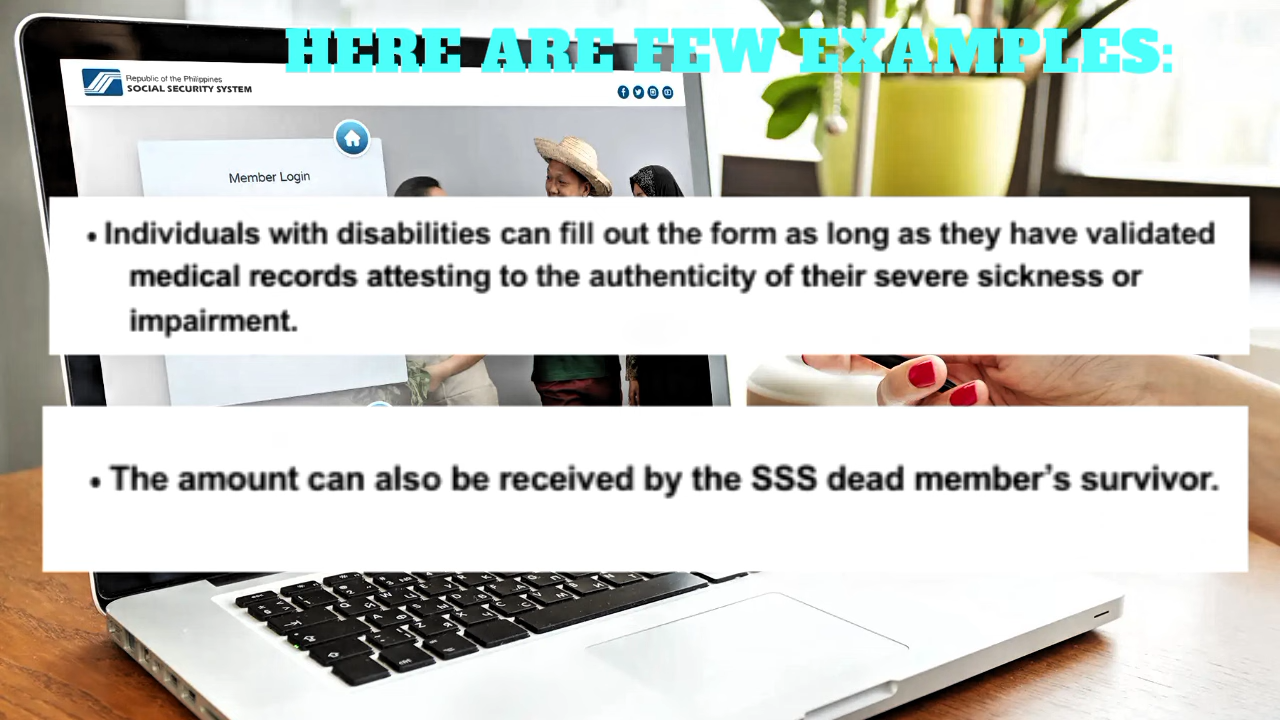 HERE ARE FEW EXAMPLES:
Republic of the Philippines
SOCIAL SECURITY SYSTEM
Member Login
• Individuals with disabilities can fill out the form as long as they have validated
medical records attesting to the authenticity of their severe sickness or
impairment.
• The amount can also be received by the SSS dead member's survivor.